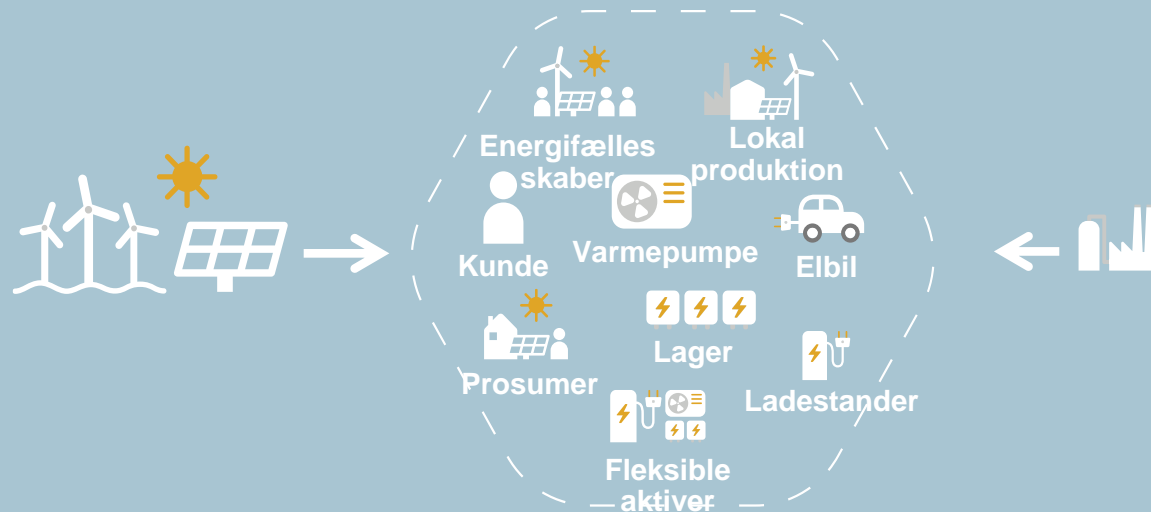 Energifælles
skaber
Lokal
produktion
Kunde
Varmepumpe
Elbil
Prosumer
Lager
Ladestander
Fleksible
aktiver